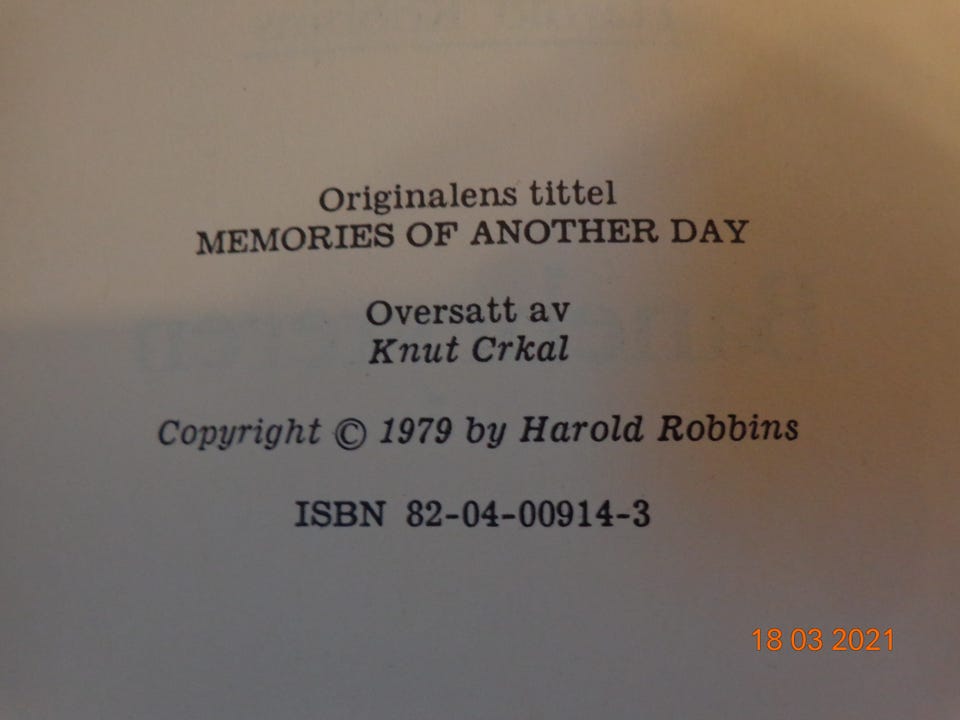 Originalens tittel
MEMORIES OF ANOTHER DAY
Oversatt av
Knut Crkal
Copyright © 1979 by Harold Robbins
ISBN 82-04-00914-3
18 03 2021